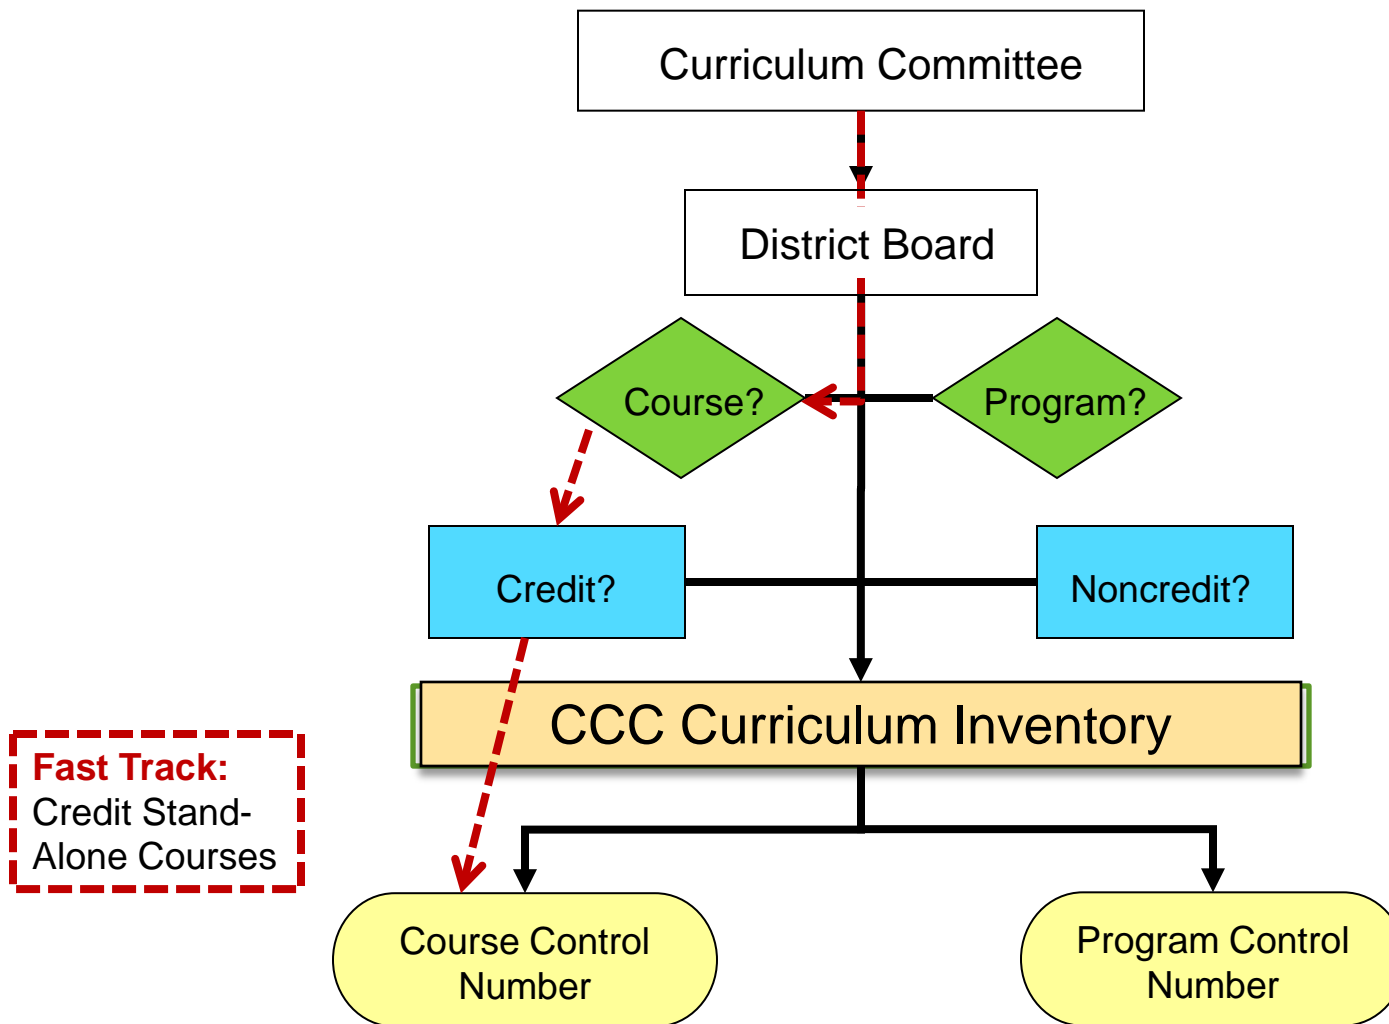 Curriculum Committee
District Board
Course?
Program?
Credit?
Noncredit?
CCC Curriculum Inventory
Fast Track:
Credit Stand-
Alone Courses
Course Control
Number
Program Control
Number